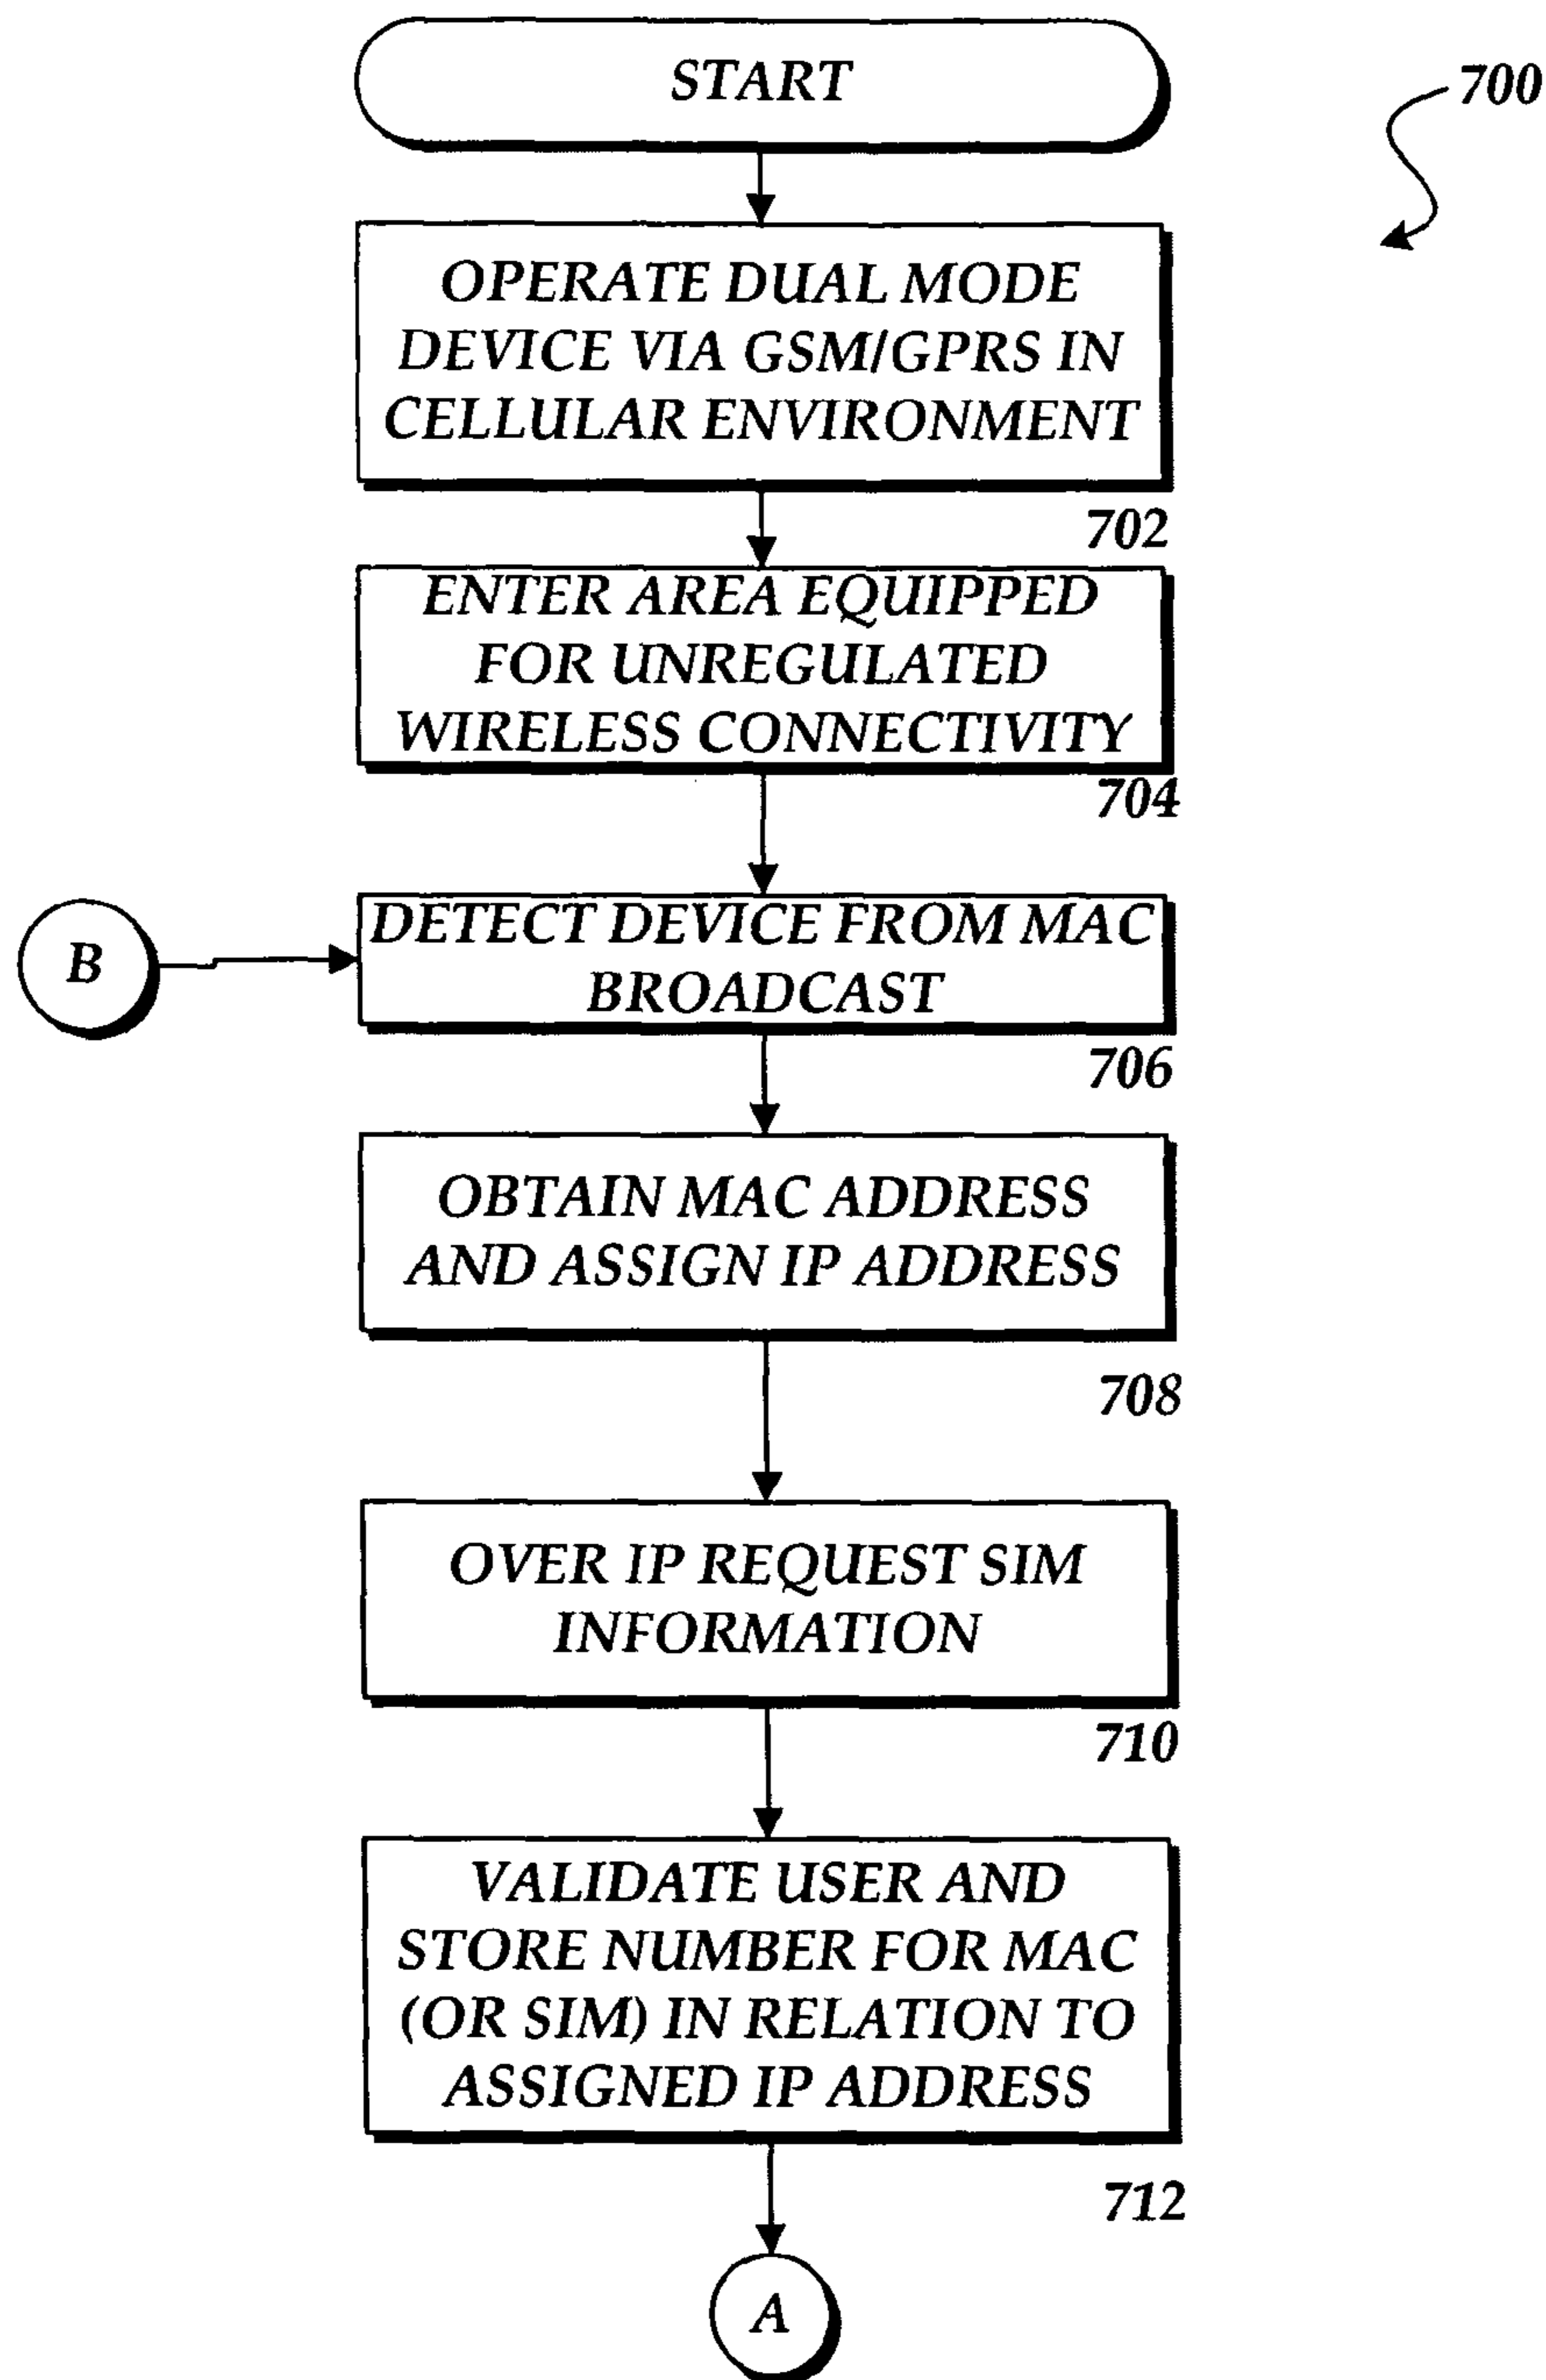 START
700
OPERATE DUAL MODE
DEVICE VIA GSM/GPRS IN
CELLULAR ENVIRONMENT
702
ENTER AREA EQUIPPED
FOR UNREGULATED
WIRELESS CONNECTIVITY
704
B
DETECT DEVICE FROM MAC
BROADCAST
706
OBTAIN MAC ADDRESS
AND ASSIGN IP ADDRESS
708
OVER IP REQUEST SIM
INFORMATION
710
VALIDATE USER AND
STORE NUMBER FOR MAC
(OR SIM) IN RELATION TO
ASSIGNED IP ADDRESS
712
A